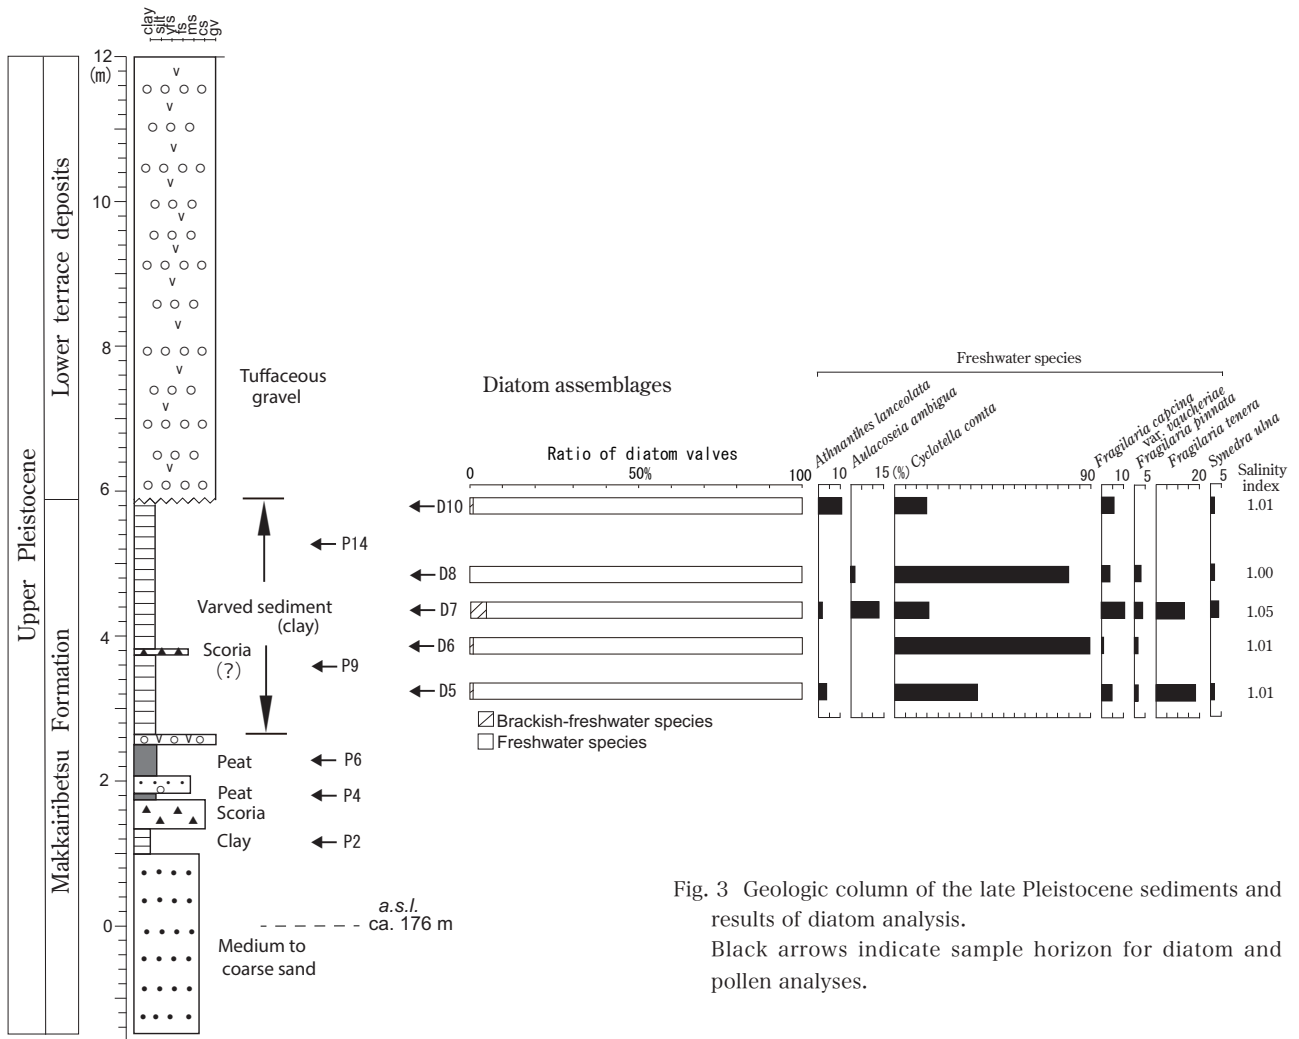 clay
silt
vfs
fs
ms
cs
gv
12
(m)
10
8
6
4
2
0
Upper Pleistocene
Lower terrace deposits
Makkairibetsu Formation
Tuffaceous
gravel
Varved sediment
(clay)
Scoria
(?)
Peat
Peat
Scoria
Clay
a.s.l.
ca. 176 m
Medium to
coarse sand
P14
P9
P6
P4
P2
Diatom assemblages
Ratio of diatom valves
0 50% 100
D10
D8
D7
D6
D5
Brackish-freshwater species
Freshwater species
Freshwater species
Athnanthes lanceolata
Aulacoseia ambigua
Cyclotella comta
Fragilaria capcina
var. vaucheriae
Fragilaria pinnata
Fragilaria tenera
Synedra ulna
10 15 (%) 90 10 5 20 5
Salinity
index
1.01
1.00
1.05
1.01
1.01
Fig. 3 Geologic column of the late Pleistocene sediments and
results of diatom analysis.
Black arrows indicate sample horizon for diatom and
pollen analyses.